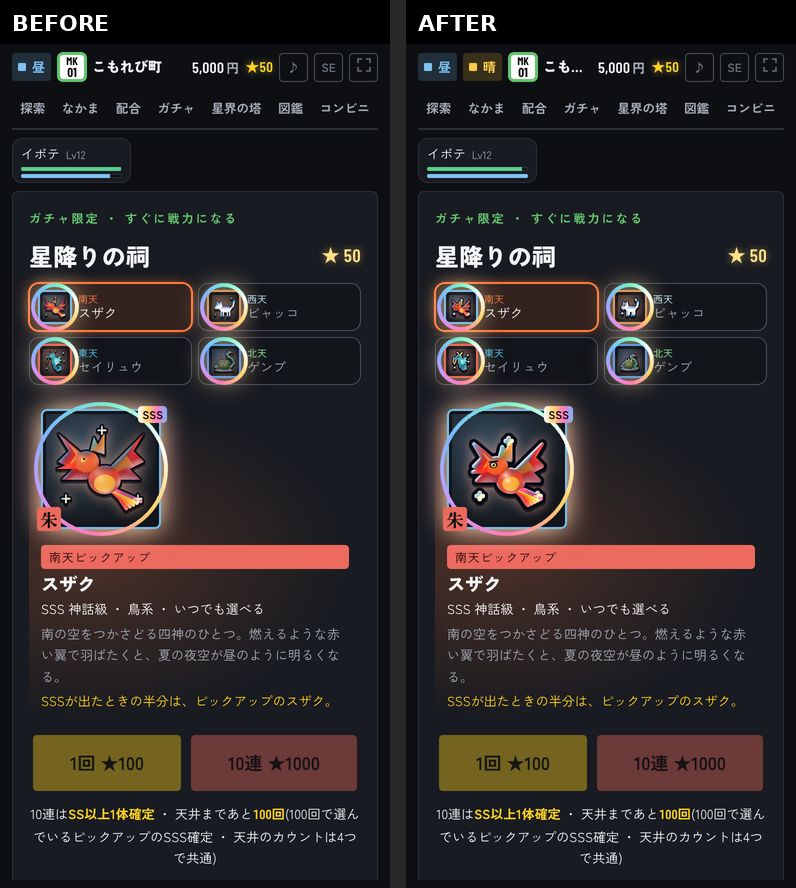 BEFORE
昼 MK 01 こもれび町 5,000 円 ★50 ♪ SE
探索 なかま 配合 ガチャ 星界の塔 図鑑 コンビニ
イポテ Lv12
ガチャ限定 ・ すぐに戦力になる
星降りの祠 ★ 50
南天
スザク
西天
ビャッコ
東天
セイリュウ
北天
ゲンブ
SSS
朱
南天ピックアップ
スザク
SSS 神話級 ・ 鳥系 ・ いつでも選べる
南の空をつかさどる四神のひとつ。燃えるような赤
い翼で羽ばたくと、夏の夜空が昼のように明るくな
る。
SSSが出たときの半分は、ピックアップのスザク。
1回 ★100 10連 ★1000
10連はSS以上1体確定 ・ 天井まであと100回(100回で選ん
でいるピックアップのSSS確定 ・ 天井のカウントは4つ
で共通)
AFTER
昼 晴 MK 01 こも… 5,000 円 ★50 ♪ SE
探索 なかま 配合 ガチャ 星界の塔 図鑑 コンビニ
イポテ Lv12
ガチャ限定 ・ すぐに戦力になる
星降りの祠 ★ 50
南天
スザク
西天
ビャッコ
東天
セイリュウ
北天
ゲンブ
SSS
朱
南天ピックアップ
スザク
SSS 神話級 ・ 鳥系 ・ いつでも選べる
南の空をつかさどる四神のひとつ。燃えるような赤
い翼で羽ばたくと、夏の夜空が昼のように明るくな
る。
SSSが出たときの半分は、ピックアップのスザク。
1回 ★100 10連 ★1000
10連はSS以上1体確定 ・ 天井まであと100回(100回で選ん
でいるピックアップのSSS確定 ・ 天井のカウントは4つ
で共通)